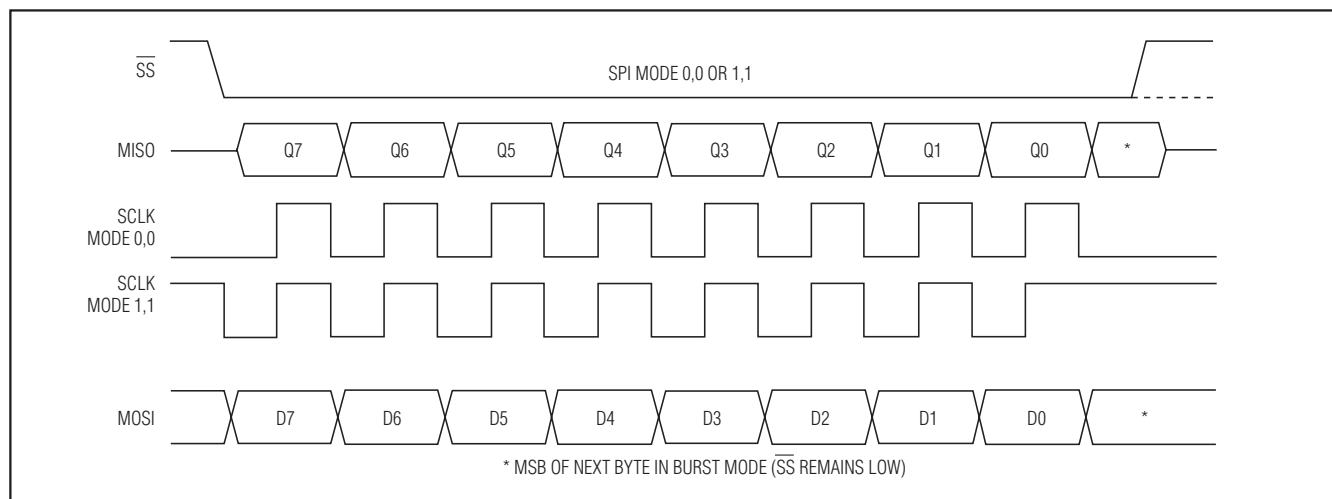 SS
SPI MODE 0,0 OR 1,1
MISO
Q7 Q6 Q5 Q4 Q3 Q2 Q1 Q0 *
SCLK
MODE 0,0
SCLK
MODE 1,1
MOSI
D7 D6 D5 D4 D3 D2 D1 D0 *
* MSB OF NEXT BYTE IN BURST MODE (S̅S̅ REMAINS LOW)